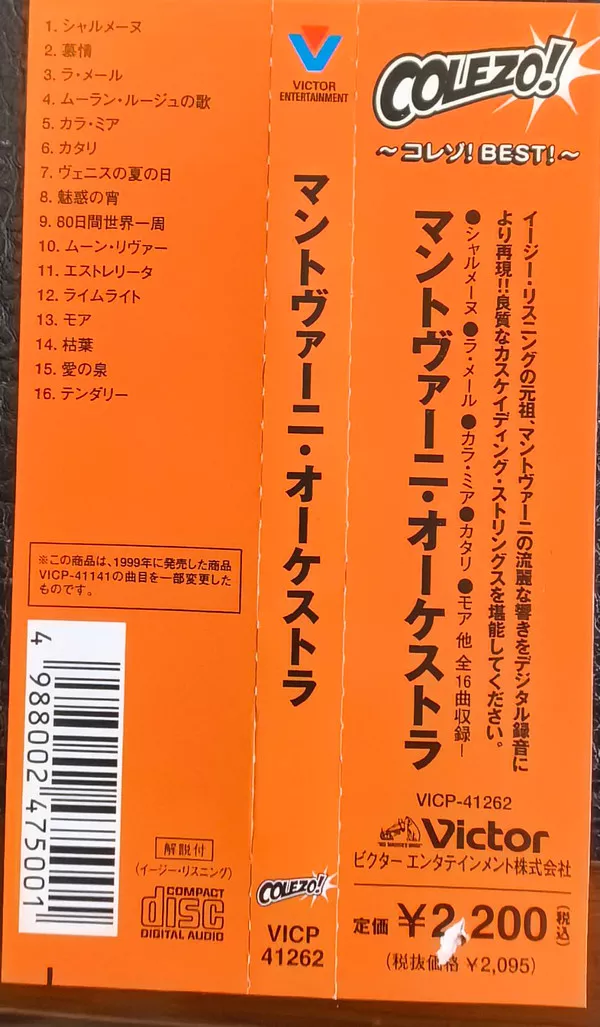 1. シャルメーヌ
2. 慕情
3. ラ・メール
4. ムーラン・ルージュの歌
5. カラ・ミア
6. カタリ
7. ヴェニスの夏の日
8. 魅惑の宵
9. 80日間世界一周
10. ムーン・リヴァー
11. エストレリータ
12. ライムライト
13. モア
14. 枯葉
15. 愛の泉
16. テンダリー
※この商品は、1999年に発売した商品
VICP-41141の曲目を一部変更した
ものです。
4 988002 475001
解説付
(イージー・リスニング)
COMPACT
disc
DIGITAL AUDIO
VICTOR
ENTERTAINMENT
マントヴァーニ・オーケストラ
COLEZO!
VICP
41262
COLEZO!
～コレゾ! BEST!～
イージー・リスニングの元祖、マントヴァーニの流麗な響きをデジタル録音に
より再現!!良質なカスケイディング・ストリングスを堪能してください。
●シャルメーヌ●ラ・メール●カラ・ミア●カタリ●モア 他 全16曲収録!
マントヴァーニ・オーケストラ
VICP-41262
"HIS MASTER'S VOICE"
Victor
ビクター エンタテインメント株式会社
定価 ¥2,200(税込)
(税抜価格 ¥2,095)